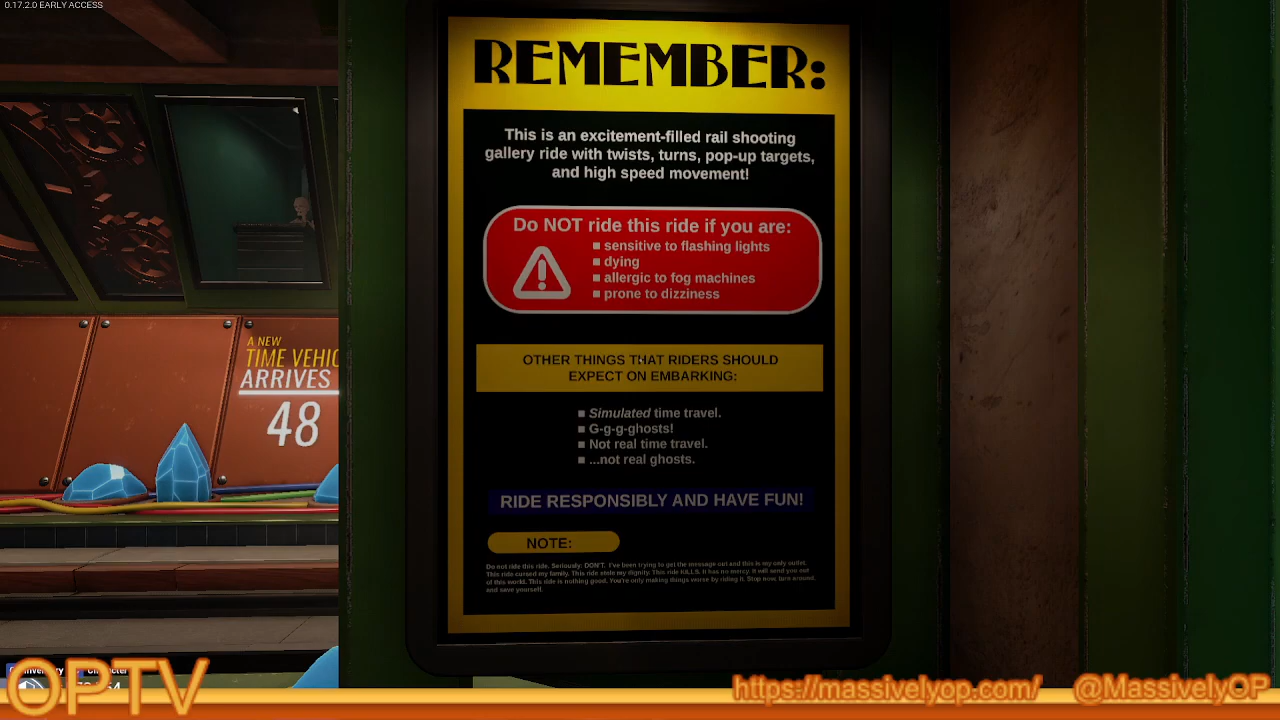 0.17.2.0 EARLY ACCESS
REMEMBER:
This is an excitement-filled rail shooting
gallery ride with twists, turns, pop-up targets,
and high speed movement!
Do NOT ride this ride if you are:
■ sensitive to flashing lights
■ dying
■ allergic to fog machines
■ prone to dizziness
OTHER THINGS THAT RIDERS SHOULD
EXPECT ON EMBARKING:
■ Simulated time travel.
■ G-g-g-ghosts!
■ Not real time travel.
■ ...not real ghosts.
RIDE RESPONSIBLY AND HAVE FUN!
NOTE:
Do not ride this ride. Seriously: DON'T. I've been trying to get the message out and this is my only outlet.
This ride cursed my family. This ride stole my dignity. This ride KILLS. It has no mercy. It will send you out
of this world. This ride is nothing good. You're only making things worse by riding it. Stop now, turn around,
and save yourself.
A NEW
TIME VEHIC
ARRIVES
48
OPTV
https://massivelyop.com/ @MassivelyOP